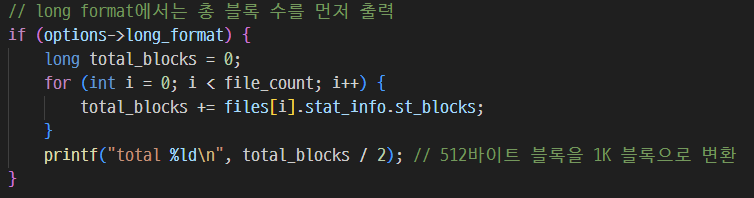 // long format에서는 총 블록 수를 먼저 출력
if (options->long_format) {
    long total_blocks = 0;
    for (int i = 0; i < file_count; i++) {
        total_blocks += files[i].stat_info.st_blocks;
    }
    printf("total %ld\n", total_blocks / 2); // 512바이트 블록을 1K 블록으로 변환
}